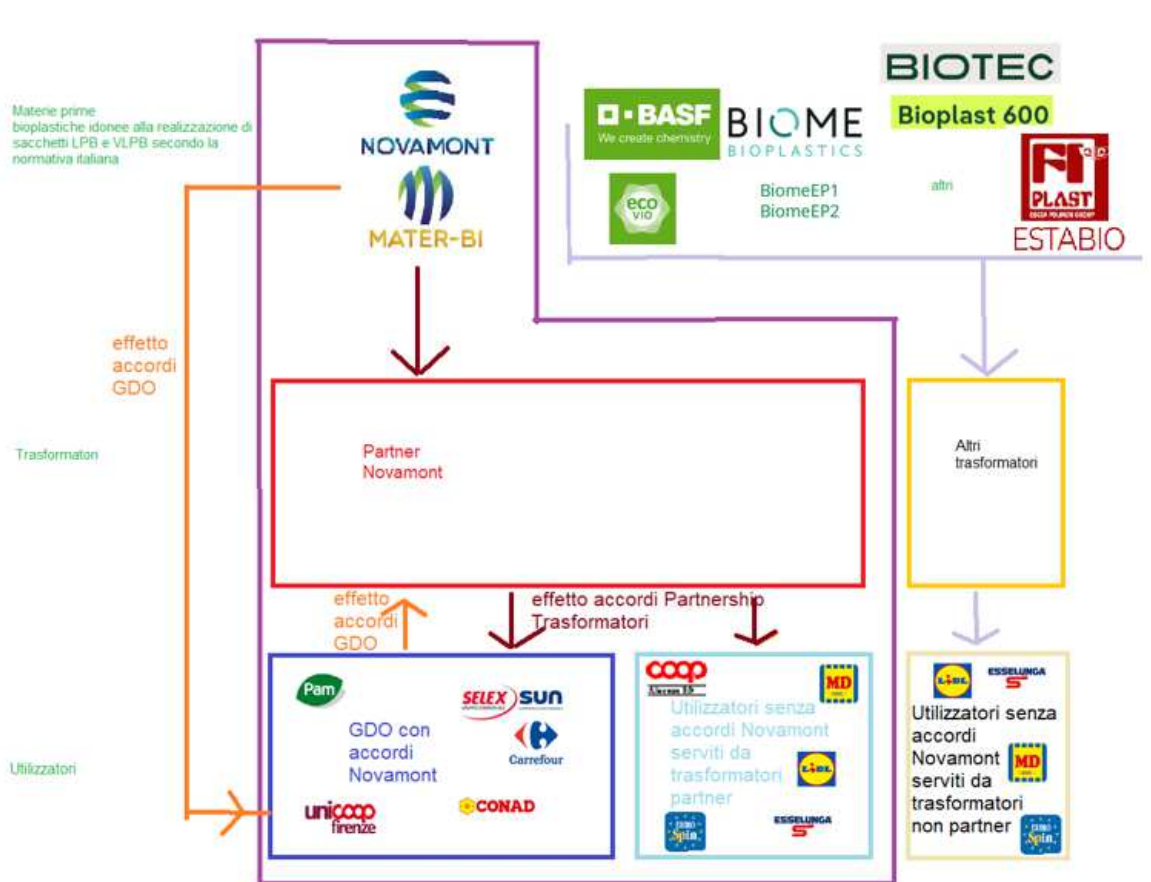 BIOTEC
Materie prime
bioplastiche idonee alla realizzazione di
sacchetti LPB e VLPB secondo la
normativa italiana
NOVAMONT
MATER-BI
BASF
We create chemistry
BIOME
BIOPLASTICS
Bioplast 600
eco
vio
BiomeEP1
BiomeEP2
altri
PLAST
ESTABIO
effetto
accordi
GDO
Trasformatori
Partner
Novamont
Altri
trasformatori
effetto
accordi
GDO
effetto accordi Partnership
Trasformatori
Utilizzatori
Pam
SELEX
sun
GDO con
accordi
Novamont
Carrefour
unicoop
firenze
CONAD
coop
MD
Utilizzatori senza
accordi Novamont
serviti da
trasformatori
partner
LIDL
EURO
Spin
ESSELUNGA
LIDL
ESSELUNGA
Utilizzatori senza
accordi
Novamont
serviti da
trasformatori
non partner
MD
EURO
Spin